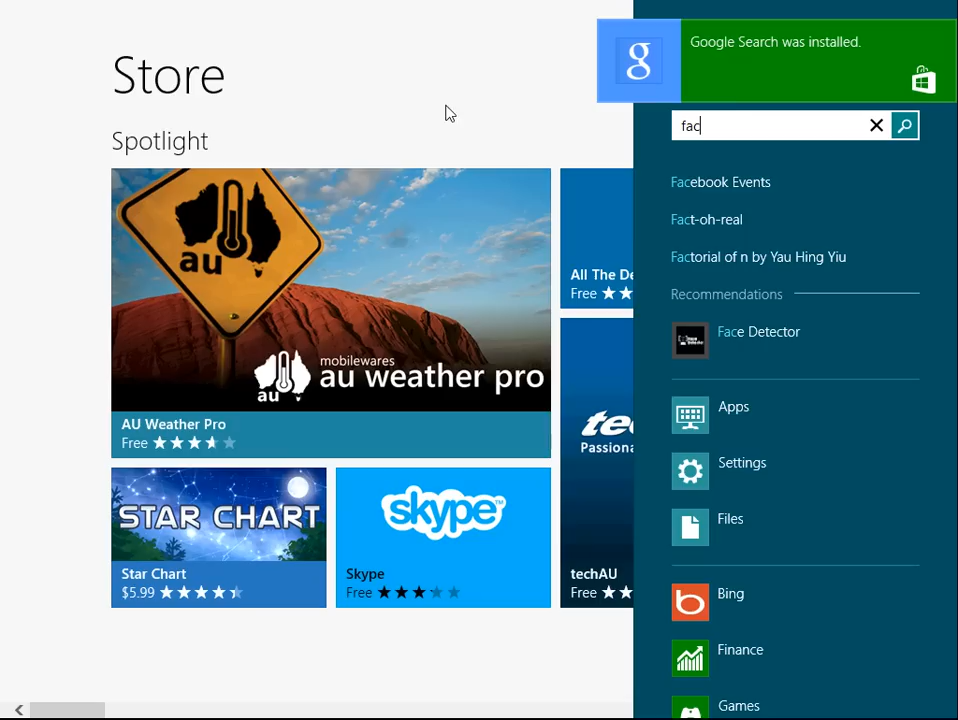 Store
Spotlight
au
mobilewares
au
au weather pro
AU Weather Pro
Free
STAR CHART
Star Chart
$5.99
skype™
Skype
Free
All The De
Free
tec
Passiona
techAU
Free
g
Google Search was installed.
fac
Facebook Events
Fact-oh-real
Factorial of n by Yau Hing Yiu
Recommendations
Face Detector
Apps
Settings
Files
b
Bing
Finance
Games